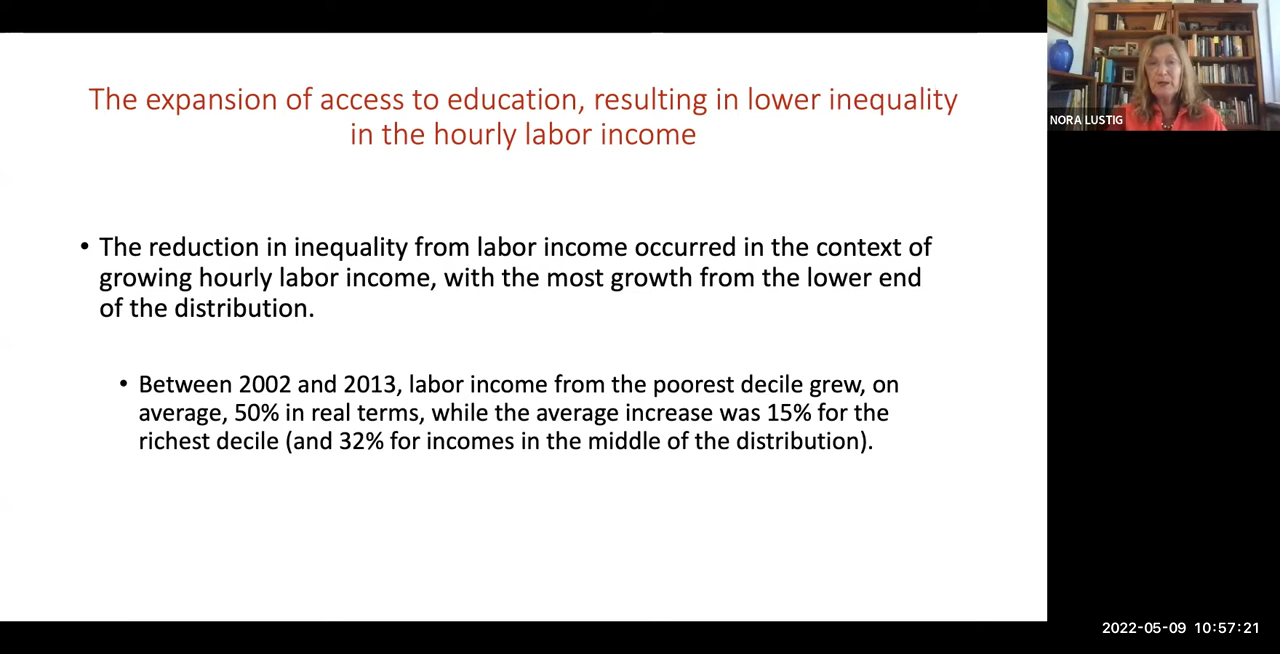 The expansion of access to education, resulting in lower inequality
in the hourly labor income
• The reduction in inequality from labor income occurred in the context of
growing hourly labor income, with the most growth from the lower end
of the distribution.
• Between 2002 and 2013, labor income from the poorest decile grew, on
average, 50% in real terms, while the average increase was 15% for the
richest decile (and 32% for incomes in the middle of the distribution).
NORA LUSTIG
2022-05-09 10:57:21